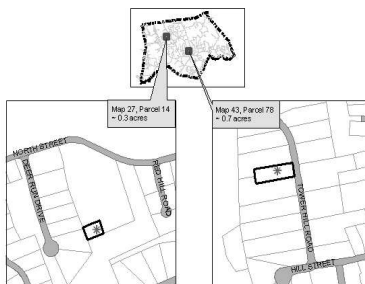 Map 27, Parcel 14
~ 0.3 acres
Map 43, Parcel 78
~ 0.7 acres
NORTH STREET
DEER RUN DRIVE
RED HILL ROAD
TOWER HILL ROAD
HILL STREET